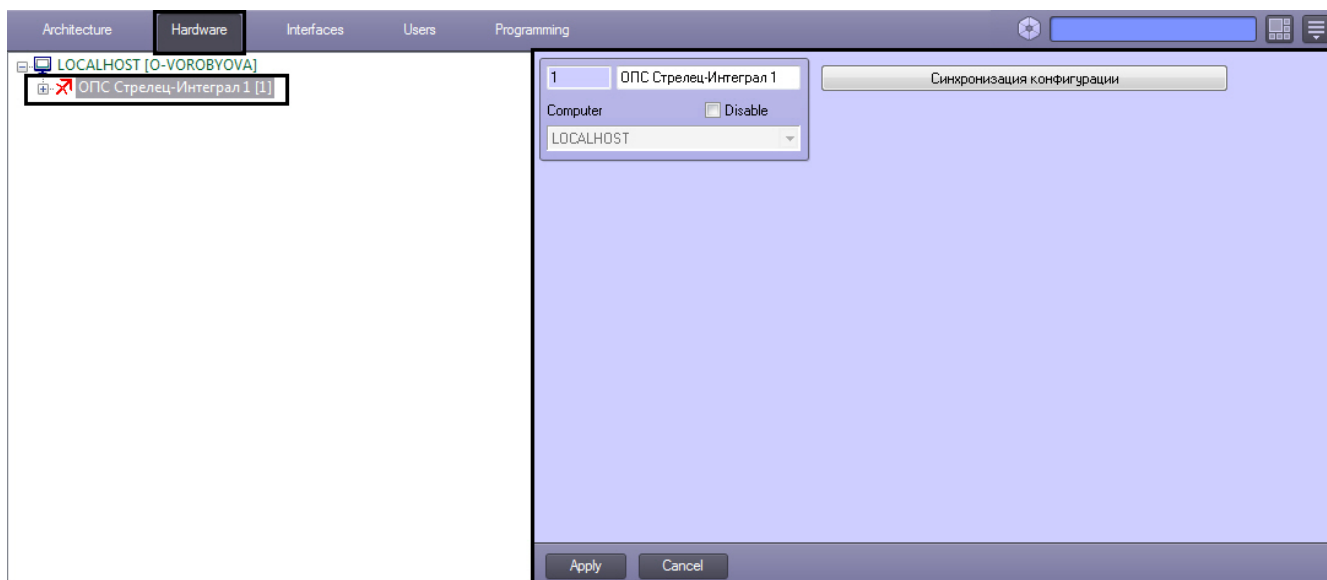 Architecture Hardware Interfaces Users Programming
LOCALHOST [O-VOROBYOVA]
ОПС Стрелец-Интеграл 1 [1]
1 ОПС Стрелец-Интеграл 1 Синхронизация конфигурации
Computer Disable
LOCALHOST
Apply Cancel